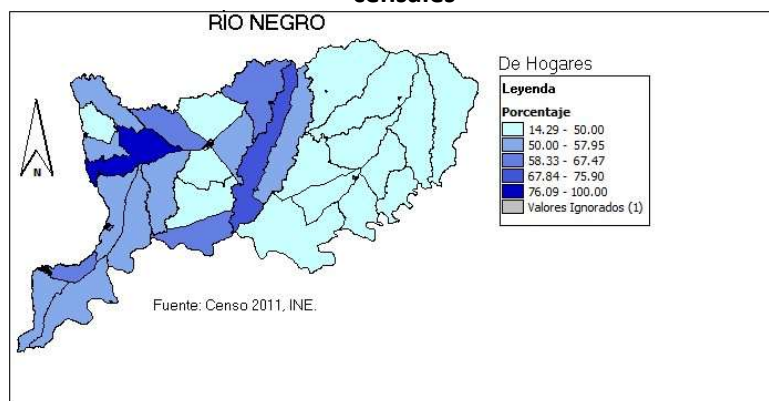 RÍO NEGRO
De Hogares
Leyenda
Porcentaje
14.29 - 50.00
50.00 - 57.95
58.33 - 67.47
67.84 - 75.90
76.09 - 100.00
Valores Ignorados (1)
N
Fuente: Censo 2011, INE.